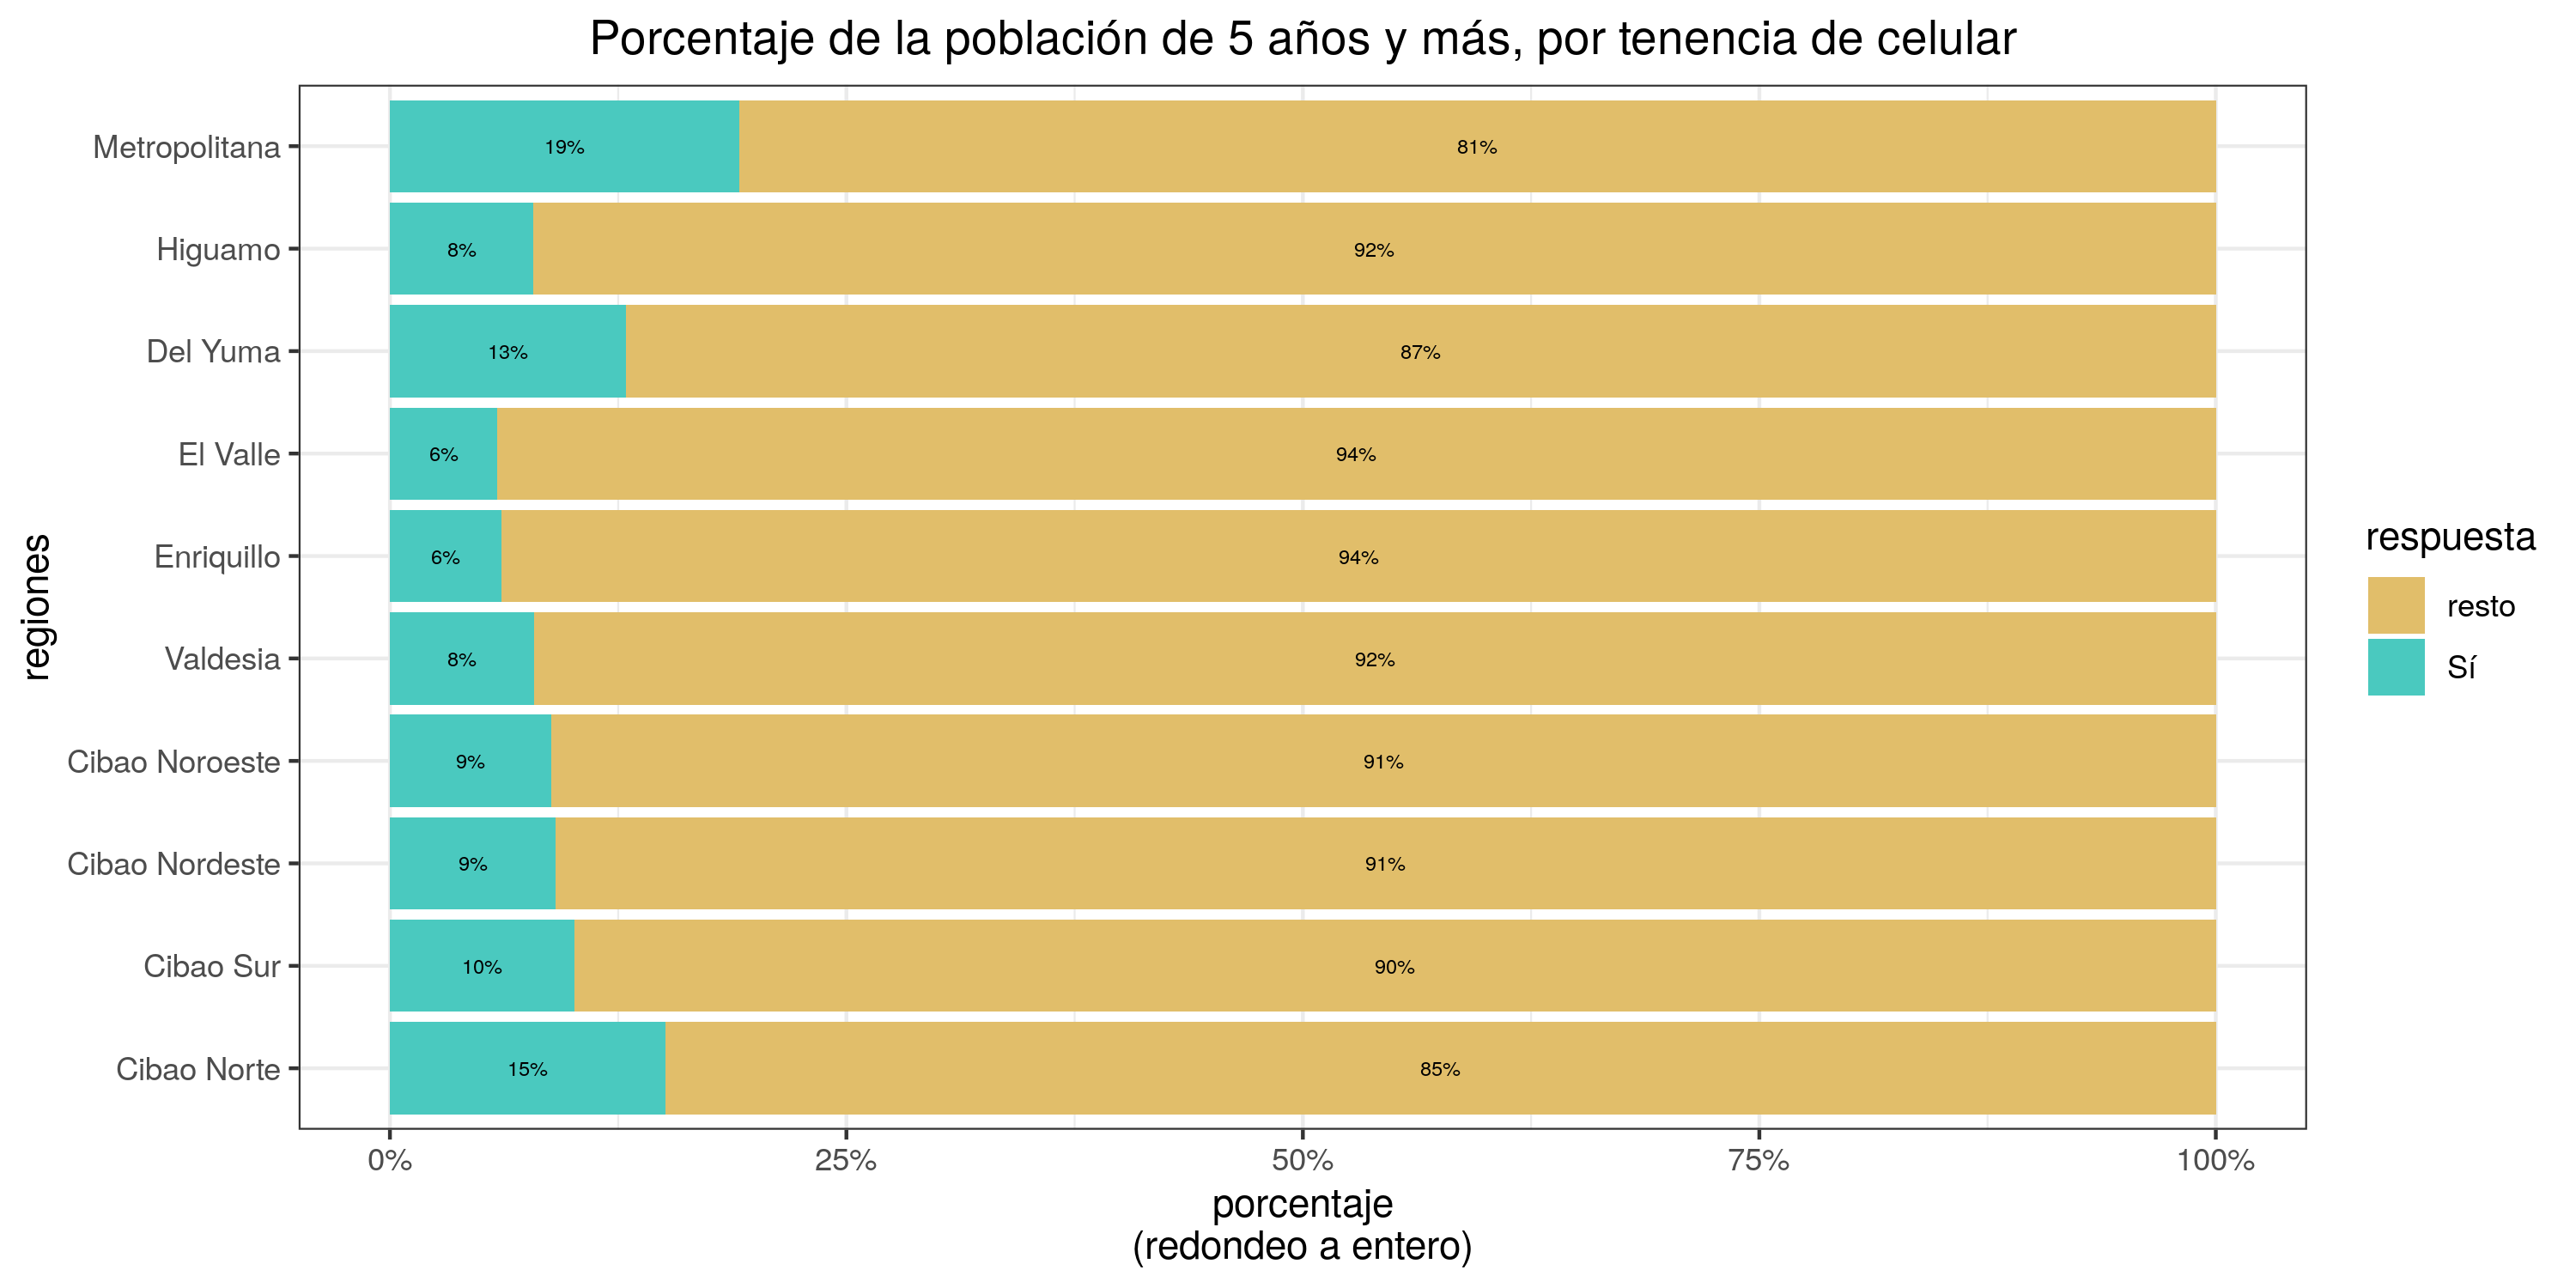 Porcentaje de la población de 5 años y más, por tenencia de celular
regiones
Metropolitana
19%
81%
Higuamo
8%
92%
Del Yuma
13%
87%
El Valle
6%
94%
Enriquillo
6%
94%
Valdesia
8%
92%
Cibao Noroeste
9%
91%
Cibao Nordeste
9%
91%
Cibao Sur
10%
90%
Cibao Norte
15%
85%
0%
25%
50%
75%
100%
porcentaje
(redondeo a entero)
respuesta
resto
Sí